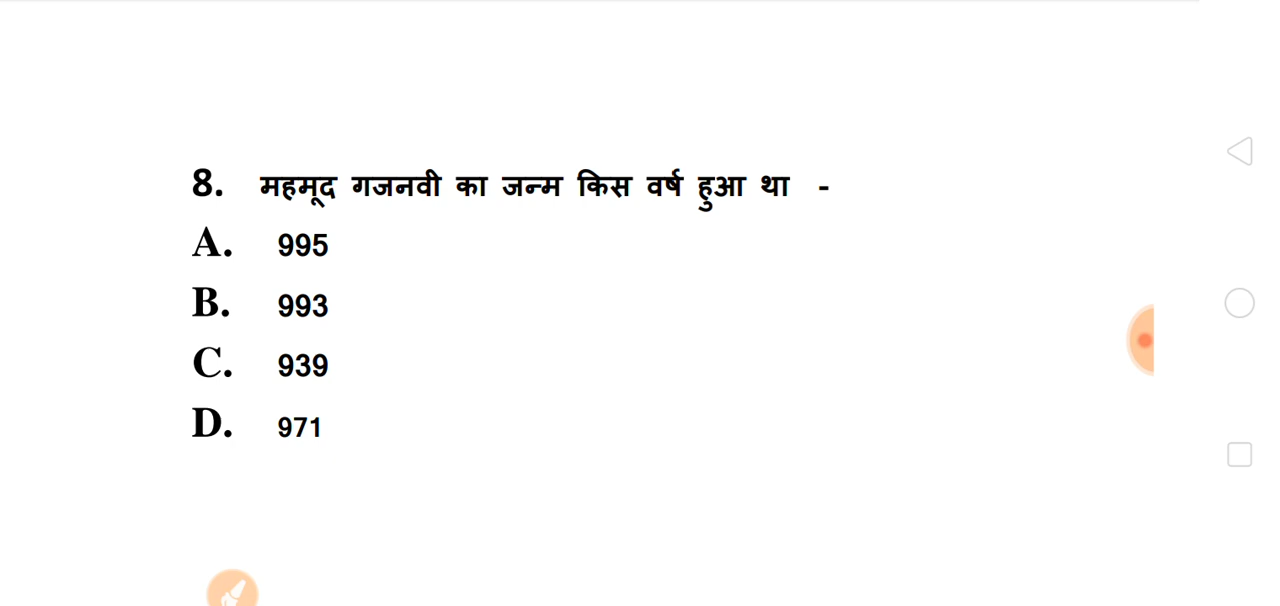 8. महमूद गजनवी का जन्म किस वर्ष हुआ था -
A. 995
B. 993
C. 939
D. 971